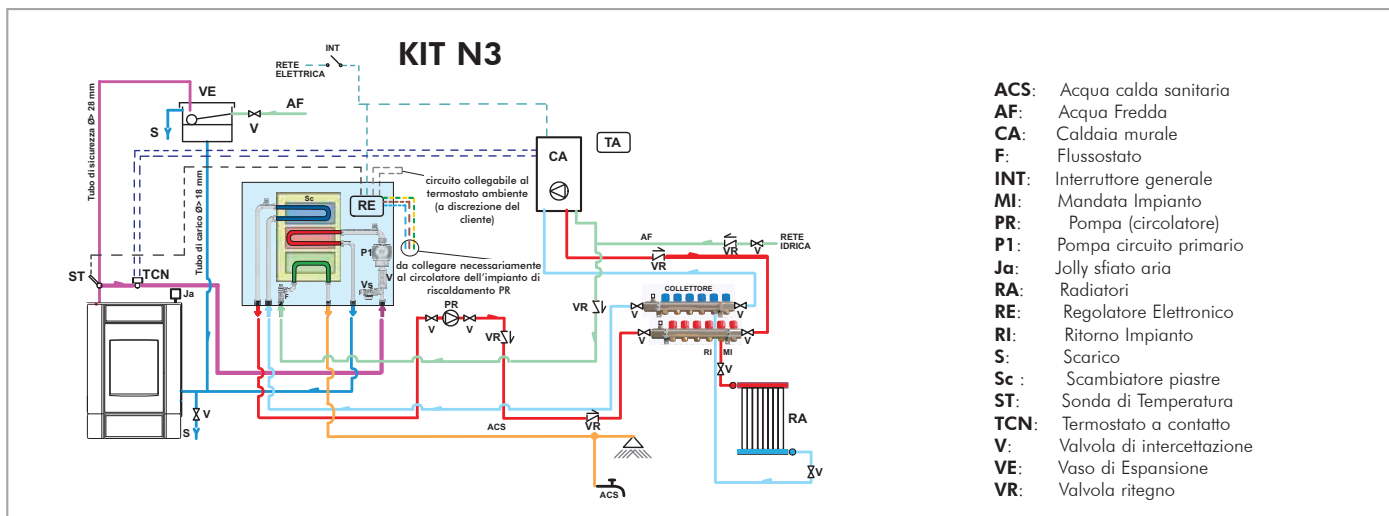 KIT N3
INT
RETE
ELETTRICA
VE
AF
V
S
Tubo di sicurezza Ø> 28 mm
Tubo di carico Ø> 18 mm
CA
TA
circuito collegabile al
termostato ambiente
(a discrezione del
cliente)
Sc
RE
P1
V
Vs
F
da collegare necessariamente
al circolatore dell'impianto di
riscaldamento PR
ST
TCN
Ja
AF
VR
V
RETE
IDRICA
VR
COLLETTORE
V
V
VR
PR
V
V
VR
V
V
RI
MI
V
RA
V
ACS
VR
V
S
ACS
ACS: Acqua calda sanitaria
AF: Acqua Fredda
CA: Caldaia murale
F: Flussostato
INT: Interruttore generale
MI: Mandata Impianto
PR: Pompa (circolatore)
P1: Pompa circuito primario
Ja: Jolly sfiato aria
RA: Radiatori
RE: Regolatore Elettronico
RI: Ritorno Impianto
S: Scarico
Sc : Scambiatore piastre
ST: Sonda di Temperatura
TCN: Termostato a contatto
V: Valvola di intercettazione
VE: Vaso di Espansione
VR: Valvola ritegno